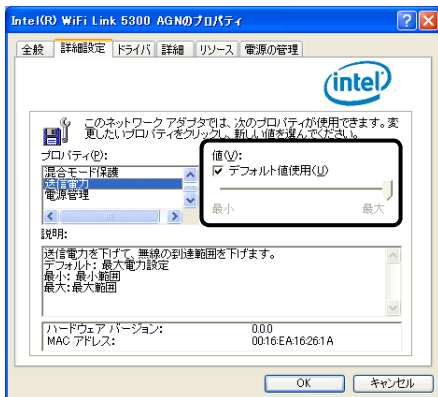 Intel(R) WiFi Link 5300 AGNのプロパティ
全般 詳細設定 ドライバ 詳細 リソース 電源の管理
intel
このネットワーク アダプタでは、次のプロパティが使用できます。変
更したいプロパティをクリックし、新しい値を選んでください。
プロパティ(P):
混合モード保護
送信電力
電源管理
値(V):
デフォルト値使用(U)
最小 最大
説明:
送信電力を下げて、無線の到達範囲を下げます。
デフォルト: 最大電力設定
最小: 最小範囲
最大:最大範囲
ハードウェア バージョン: 0.0.0
MAC アドレス: 00:16:EA:16:26:1A
OK キャンセル